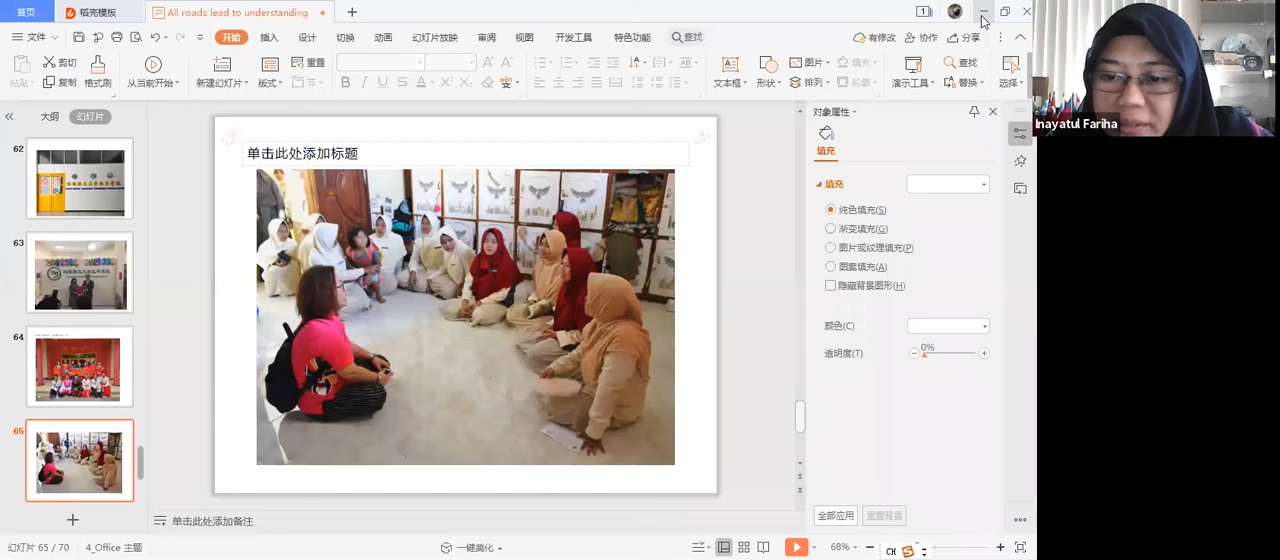 首页
稻壳模板
All roads lead to understanding
1
文件
开始
插入
设计
切换
动画
幻灯片放映
审阅
视图
开发工具
特色功能
查找
有修改
协作
分享
粘贴
剪切
复制
格式刷
从当前开始
新建幻灯片
版式
重置
B I U S A X² X₂
文本框
形状
图片
排列
填充
轮廓
演示工具
查找
替换
选择
大纲
幻灯片
62
63
64
65
单击此处添加标题
单击此处添加备注
对象属性
填充
填充
纯色填充(S)
渐变填充(G)
图片或纹理填充(P)
图案填充(A)
隐藏背景图形(H)
颜色(C)
透明度(T)
0%
全部应用
重置背景
幻灯片 65 / 70
4_Office 主题
一键美化
68%
CH
Inayatul Fariha